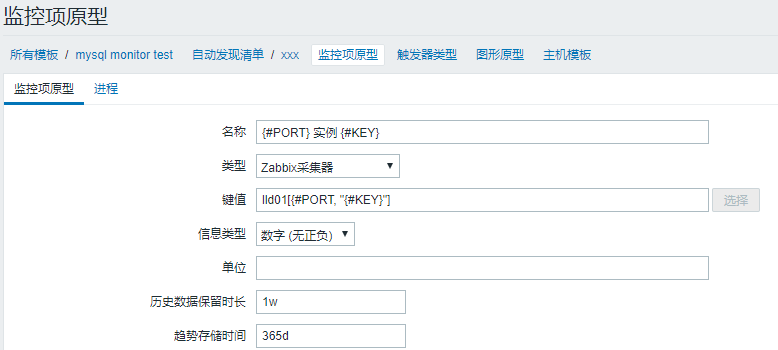 监控项原型
所有模板 / mysql monitor test 自动发现清单 / xxx 监控项原型 触发器类型 图形原型 主机模板
监控项原型 进程
名称 {#PORT} 实例 {#KEY}
类型 Zabbix采集器
键值 lld01[{#PORT, "{#KEY}"] 选择
信息类型 数字 (无正负)
单位
历史数据保留时长 1w
趋势存储时间 365d